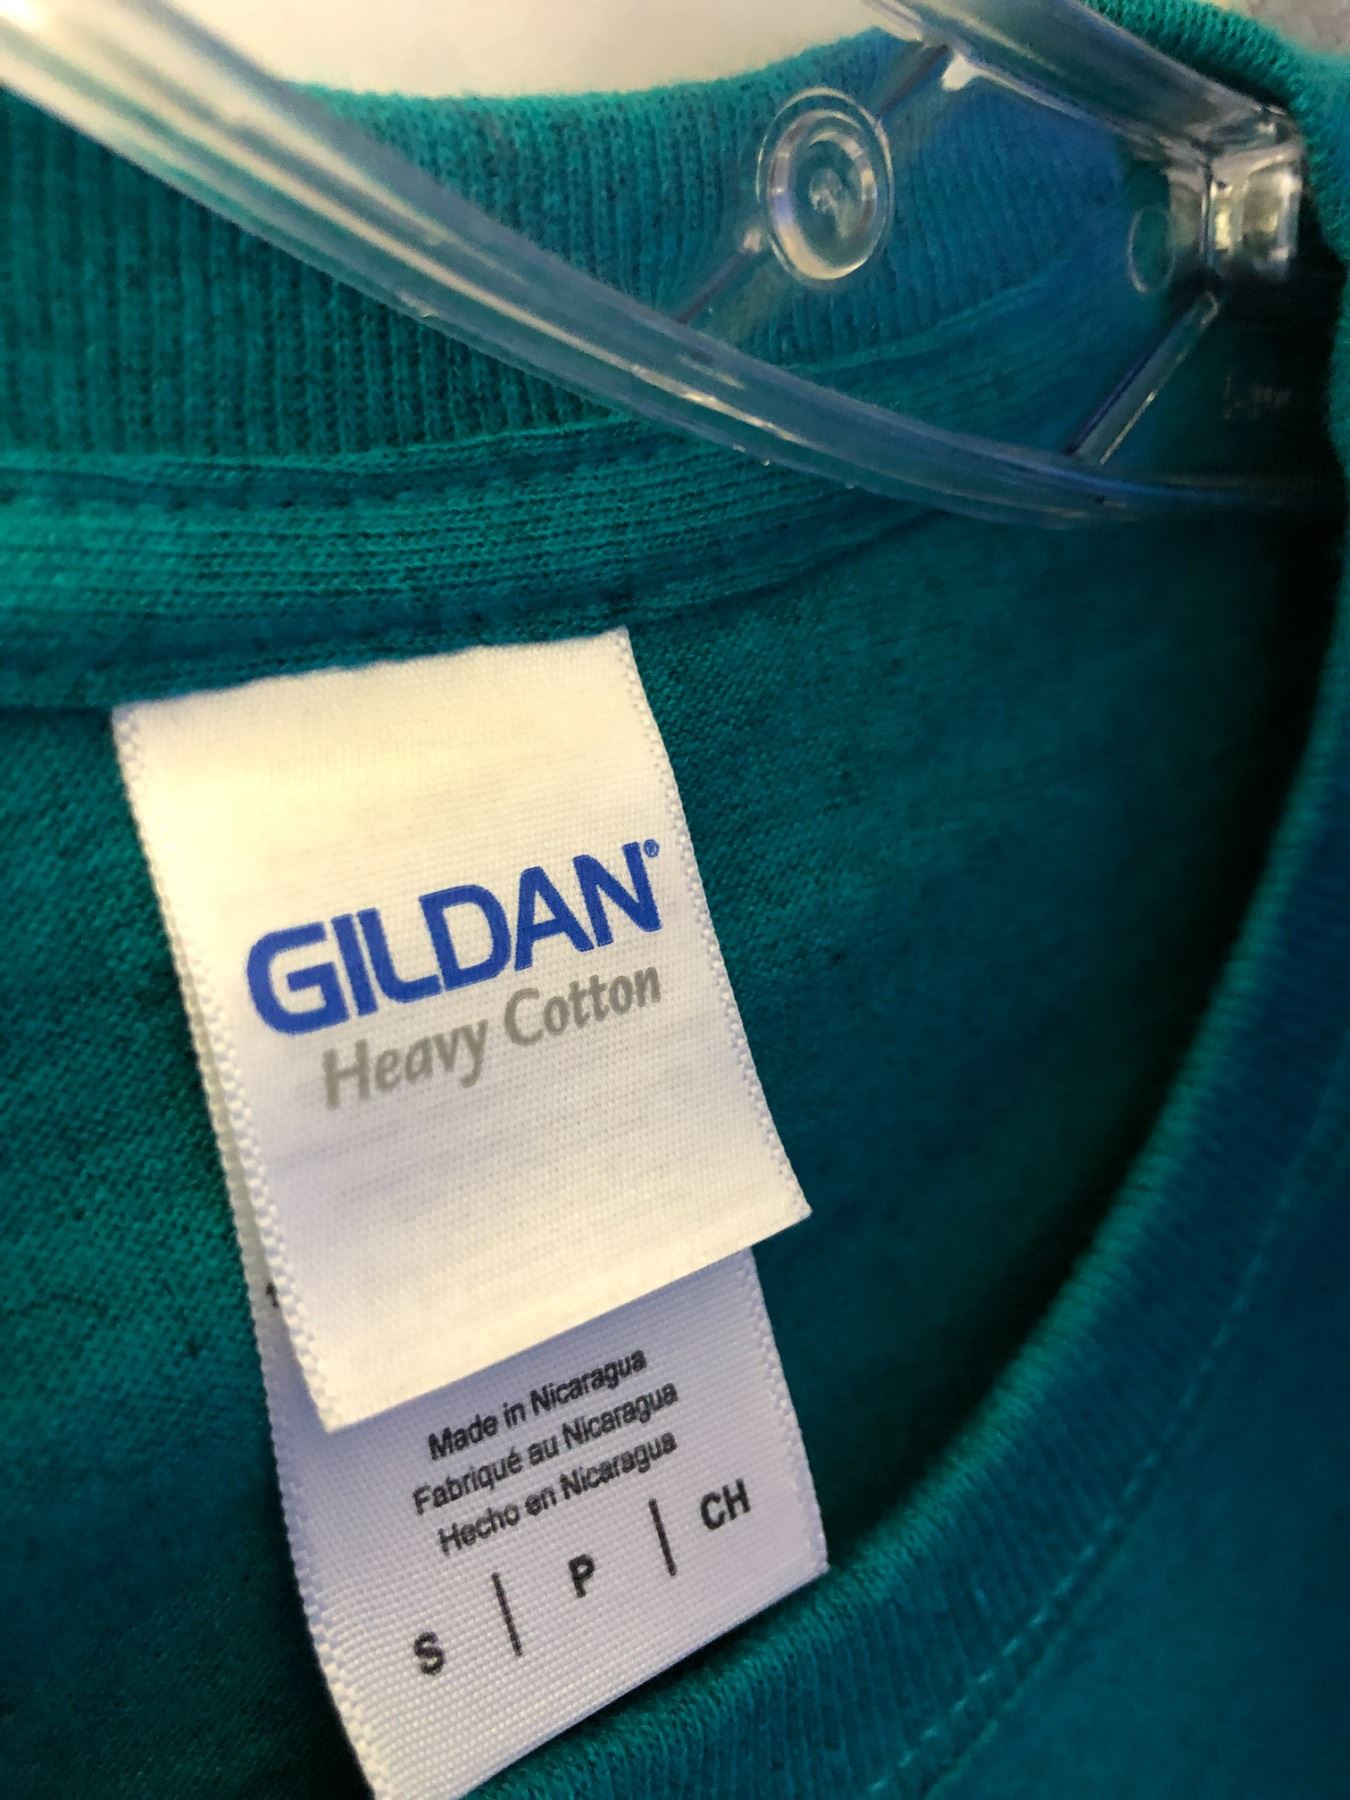 GILDAN®
Heavy Cotton
Made in Nicaragua
Fabriqué au Nicaragua
Hecho en Nicaragua
S | P | CH